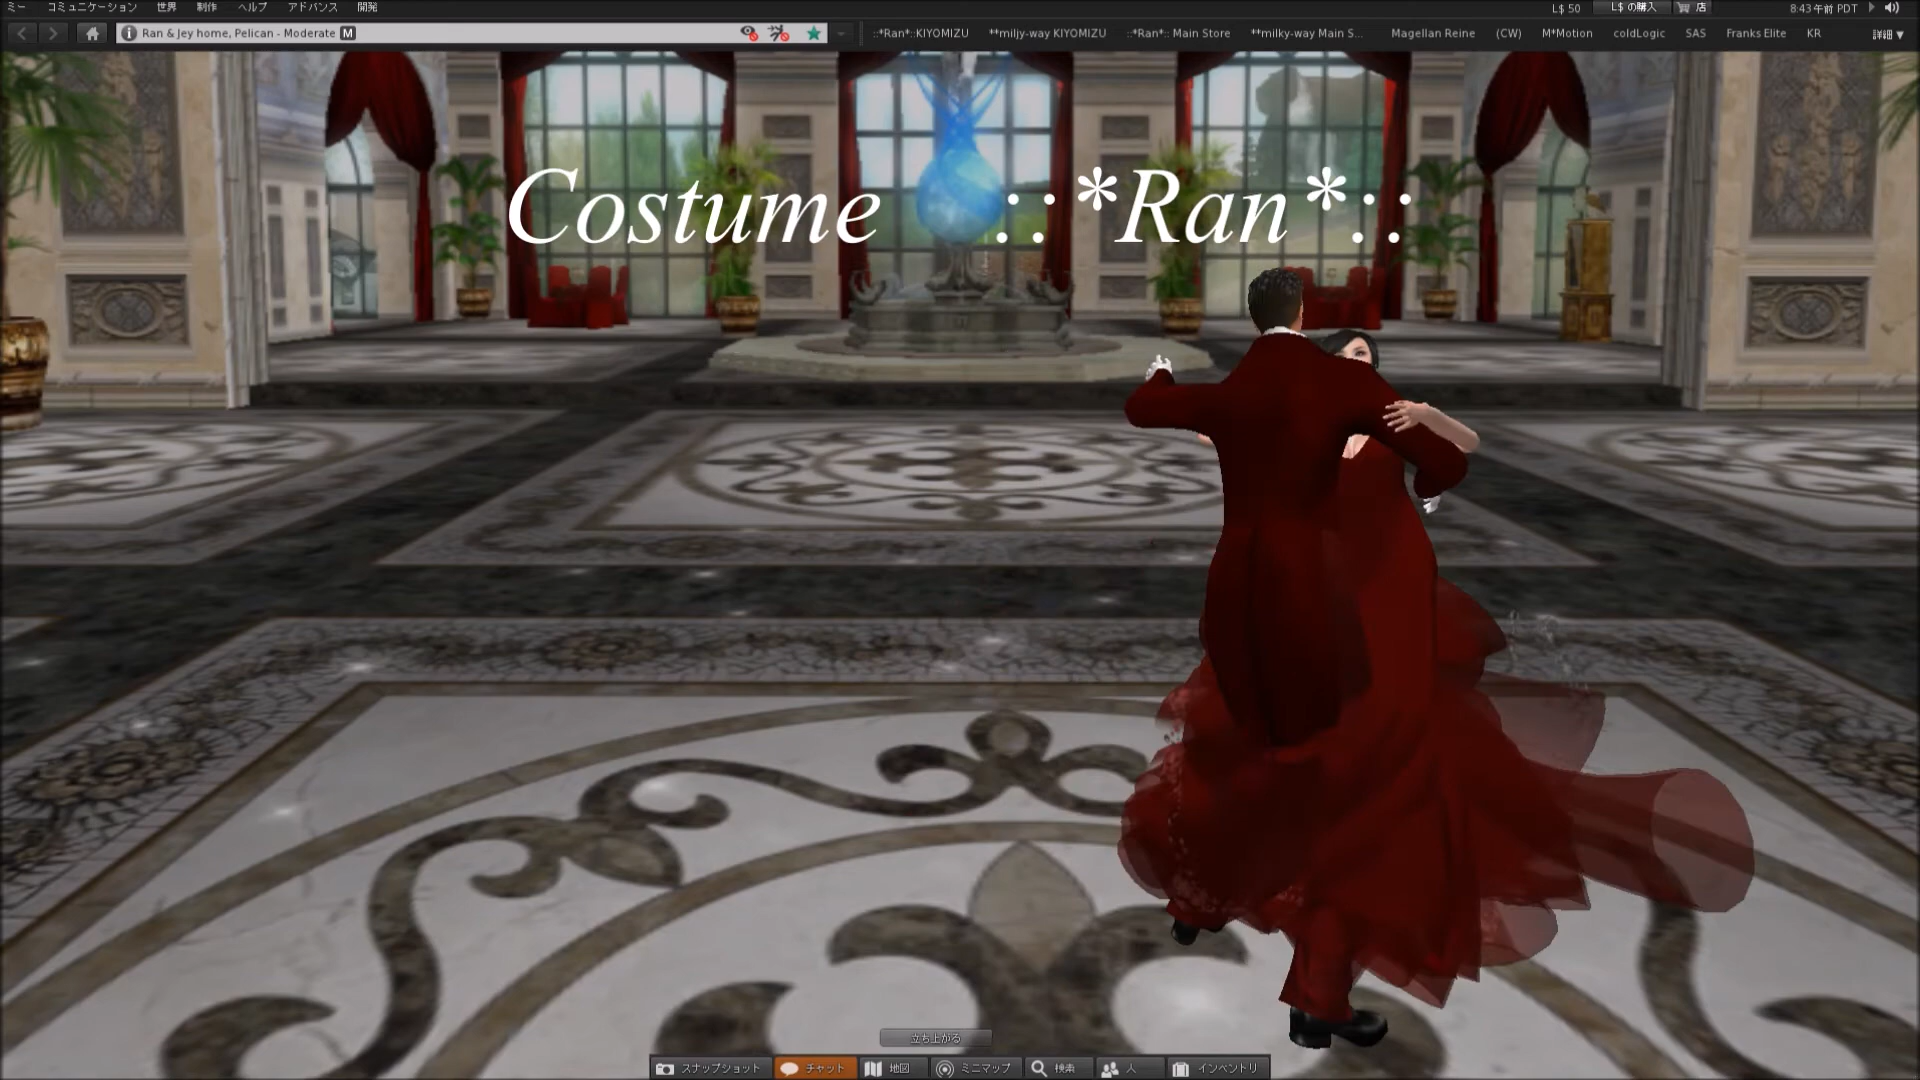 ミー コミュニケーション 世界 制作 ヘルプ アドバンス 開発 L$ 50 L$ の購入 店 8:43 午前 PDT
Ran & Jey home, Pelican - Moderate M ::*Ran*::KIYOMIZU **miljy-way KIYOMIZU ::*Ran*:: Main Store **milky-way Main S... Magellan Reine (CW) M*Motion coldLogic SAS Franks Elite KR 詳細 ▼
Costume ::*Ran*::
立ち上がる
スナップショット チャット 地図 ミニマップ 検索 人 インベントリ